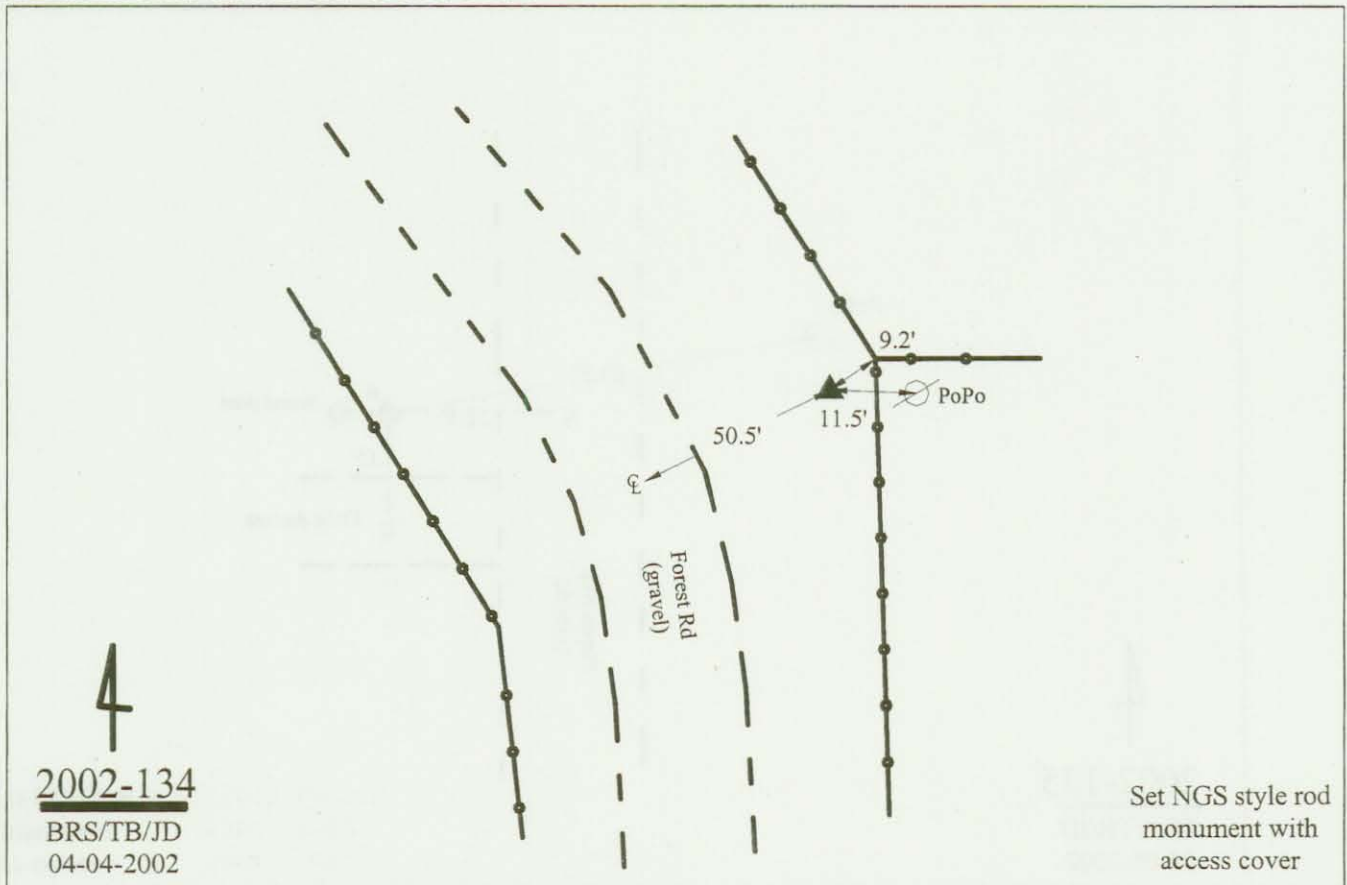 9.2'
PoPo
11.5'
50.5'
℄
Forest Rd
(gravel)
2002-134
BRS/TB/JD
04-04-2002
Set NGS style rod
monument with
access cover